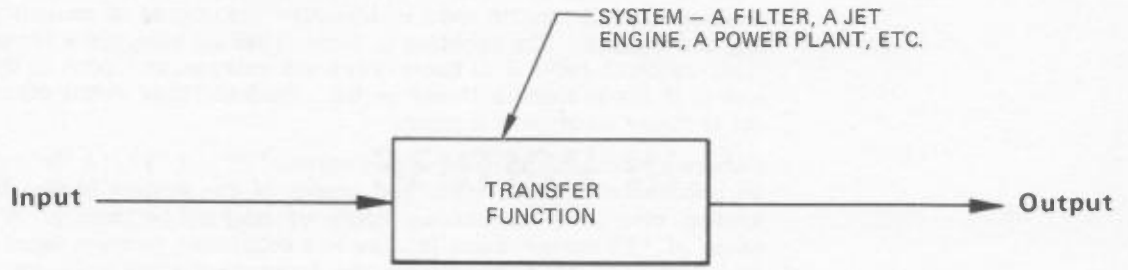 SYSTEM – A FILTER, A JET
ENGINE, A POWER PLANT, ETC.
Input
TRANSFER
FUNCTION
Output